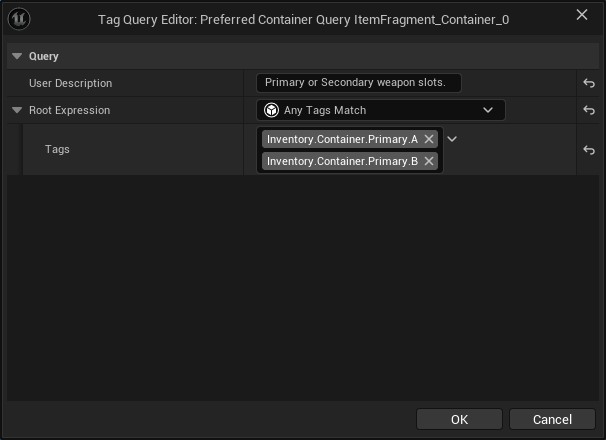 Tag Query Editor: Preferred Container Query ItemFragment_Container_0
Query
User Description
Primary or Secondary weapon slots.
Root Expression
Any Tags Match
Tags
Inventory.Container.Primary.A
Inventory.Container.Primary.B
OK
Cancel